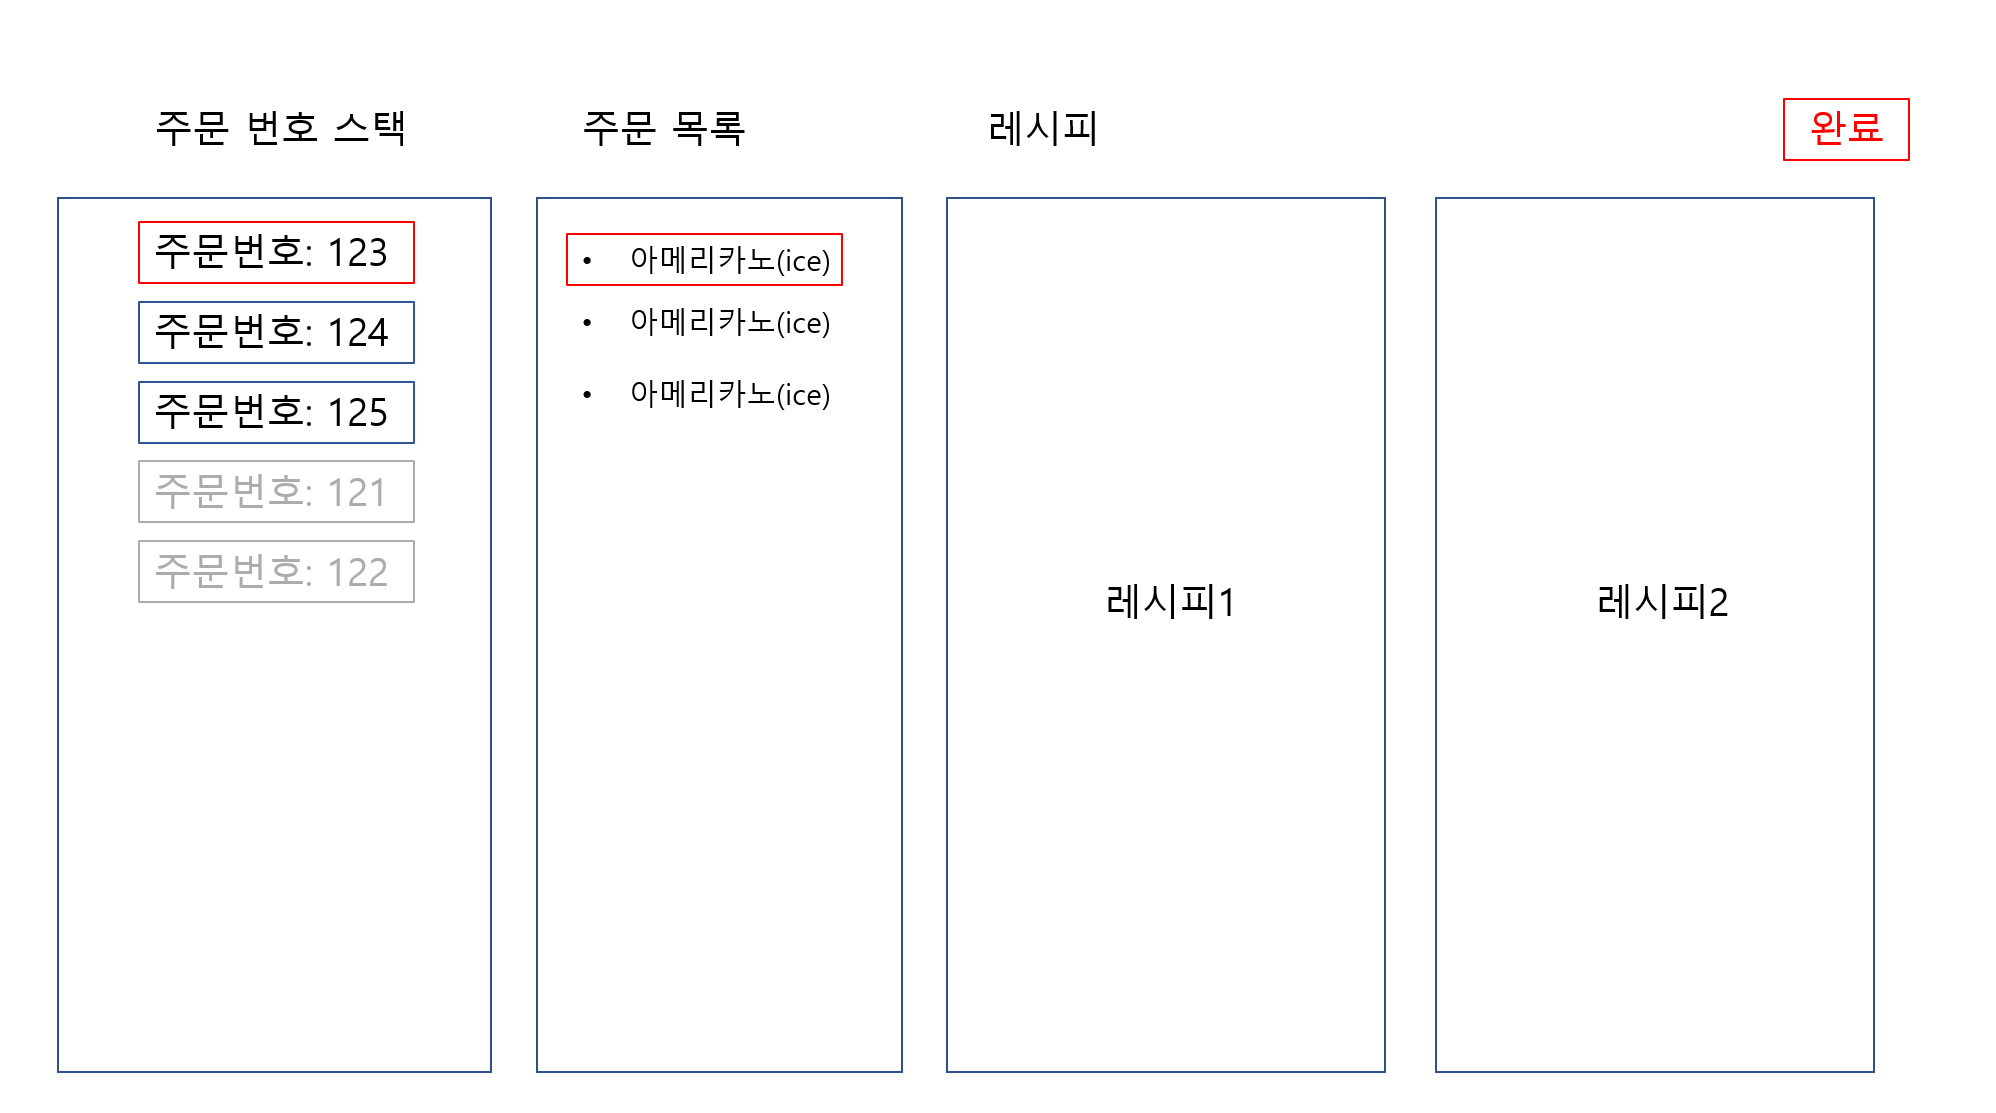 주문 번호 스택
주문 목록
레시피
완료
주문번호: 123
주문번호: 124
주문번호: 125
주문번호: 121
주문번호: 122
• 아메리카노(ice)
• 아메리카노(ice)
• 아메리카노(ice)
레시피1
레시피2